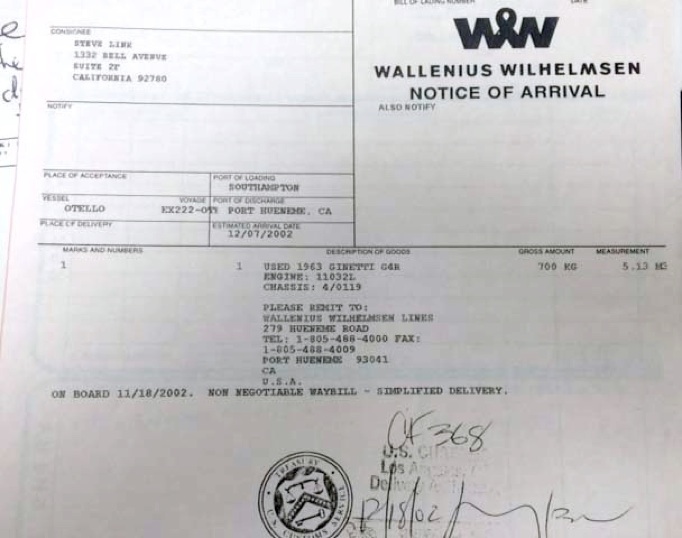 BILL OF LADING NUMBER
DATE
CONSIGNEE
STEVE LINK
1332 BELL AVENUE
SUITE 2F
CALIFORNIA 92780
W&W
WALLENIUS WILHELMSEN
NOTICE OF ARRIVAL
NOTIFY
ALSO NOTIFY
PLACE OF ACCEPTANCE
PORT OF LOADING
SOUTHAMPTON
VESSEL
VOYAGE
PORT OF DISCHARGE
OTELLO
PORT HUENEME, CA
PLACE OF DELIVERY
ESTIMATED ARRIVAL DATE
12/07/2002
MARKS AND NUMBERS
DESCRIPTION OF GOODS
GROSS AMOUNT
MEASUREMENT
1
1 USED 1963 GINETTI G4R
700 KG
5.13 M3
ENGINE: 11032L
CHASSIS: 4/0119
PLEASE REMIT TO:
WALLENIUS WILHELMSEN LINES
279 HUENEME ROAD
TEL: 1-805-488-4000 FAX:
1-805-488-4009
PORT HUENEME 93041
CA
U.S.A.
ON BOARD 11/18/2002. NON NEGOTIABLE WAYBILL - SIMPLIFIED DELIVERY.
CF 368
U.S.
Los
TREASURY
U.S. CUSTOMS
12/18/02